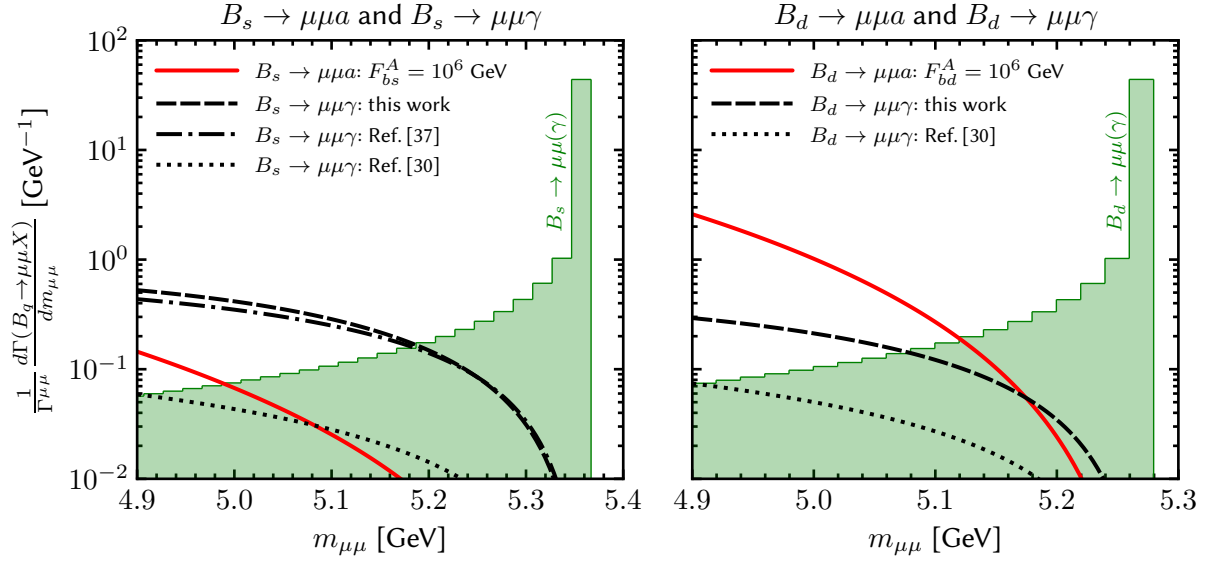 B_s → μμa and B_s → μμγ
B_d → μμa and B_d → μμγ
1/Γ^{μμ} dΓ(B_q→μμX)/dm_{μμ} [GeV^{−1}]
10^2
10^1
10^0
10^{−1}
10^{−2}
B_s → μμa: F^A_{bs} = 10^6 GeV
B_s → μμγ: this work
B_s → μμγ: Ref. [37]
B_s → μμγ: Ref. [30]
B_s → μμ(γ)
4.9 5.0 5.1 5.2 5.3 5.4
m_{μμ} [GeV]
B_d → μμa: F^A_{bd} = 10^6 GeV
B_d → μμγ: this work
B_d → μμγ: Ref. [30]
B_d → μμ(γ)
4.9 5.0 5.1 5.2 5.3
m_{μμ} [GeV]